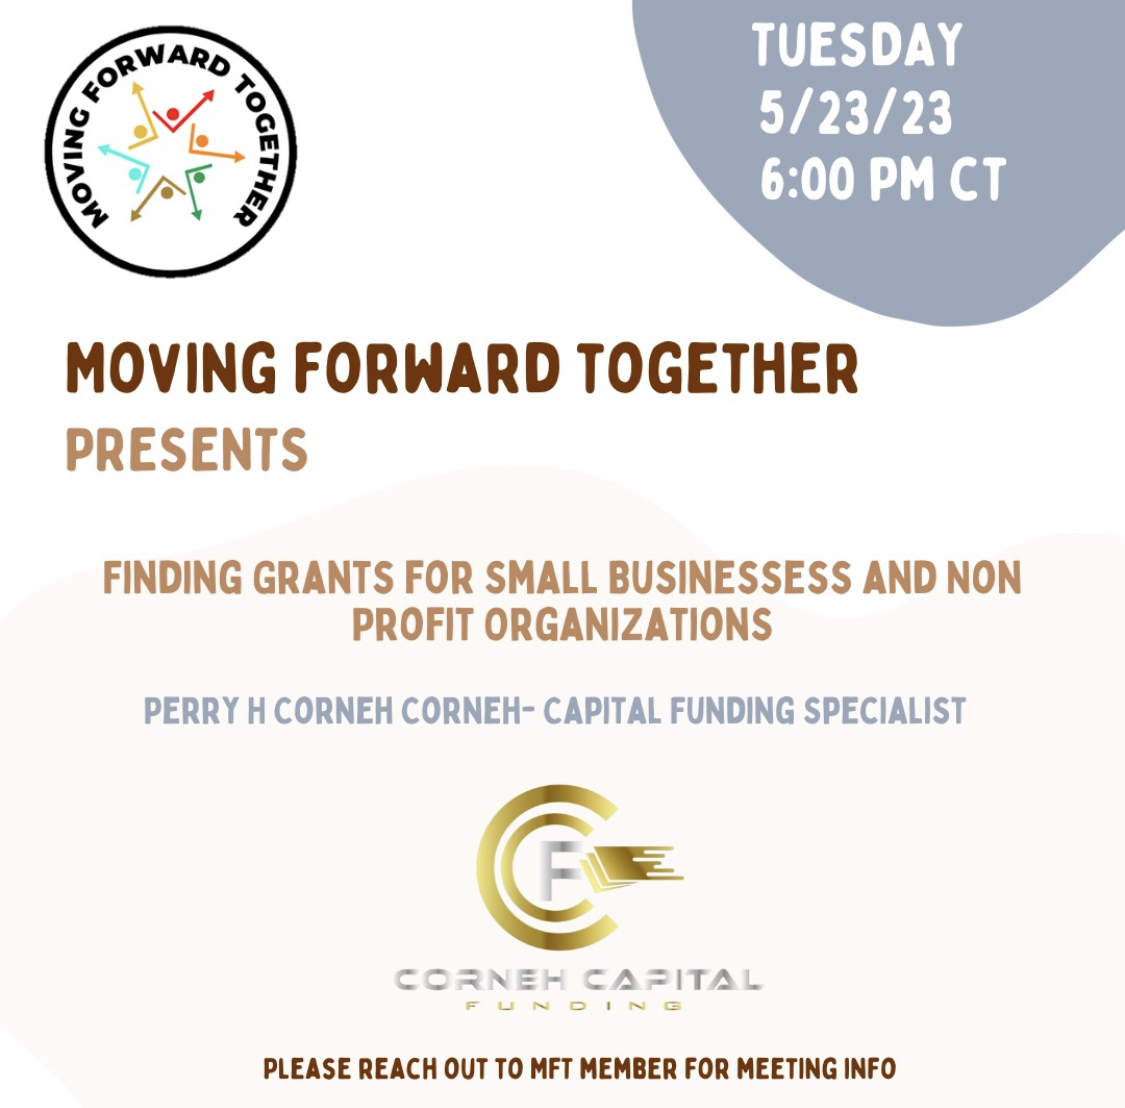 MOVING FORWARD TOGETHER
TUESDAY
5/23/23
6:00 PM CT
MOVING FORWARD TOGETHER
PRESENTS
FINDING GRANTS FOR SMALL BUSINESSESS AND NON
PROFIT ORGANIZATIONS
PERRY H CORNEH CORNEH- CAPITAL FUNDING SPECIALIST
CCF
CORNEH CAPITAL
FUNDING
PLEASE REACH OUT TO MFT MEMBER FOR MEETING INFO